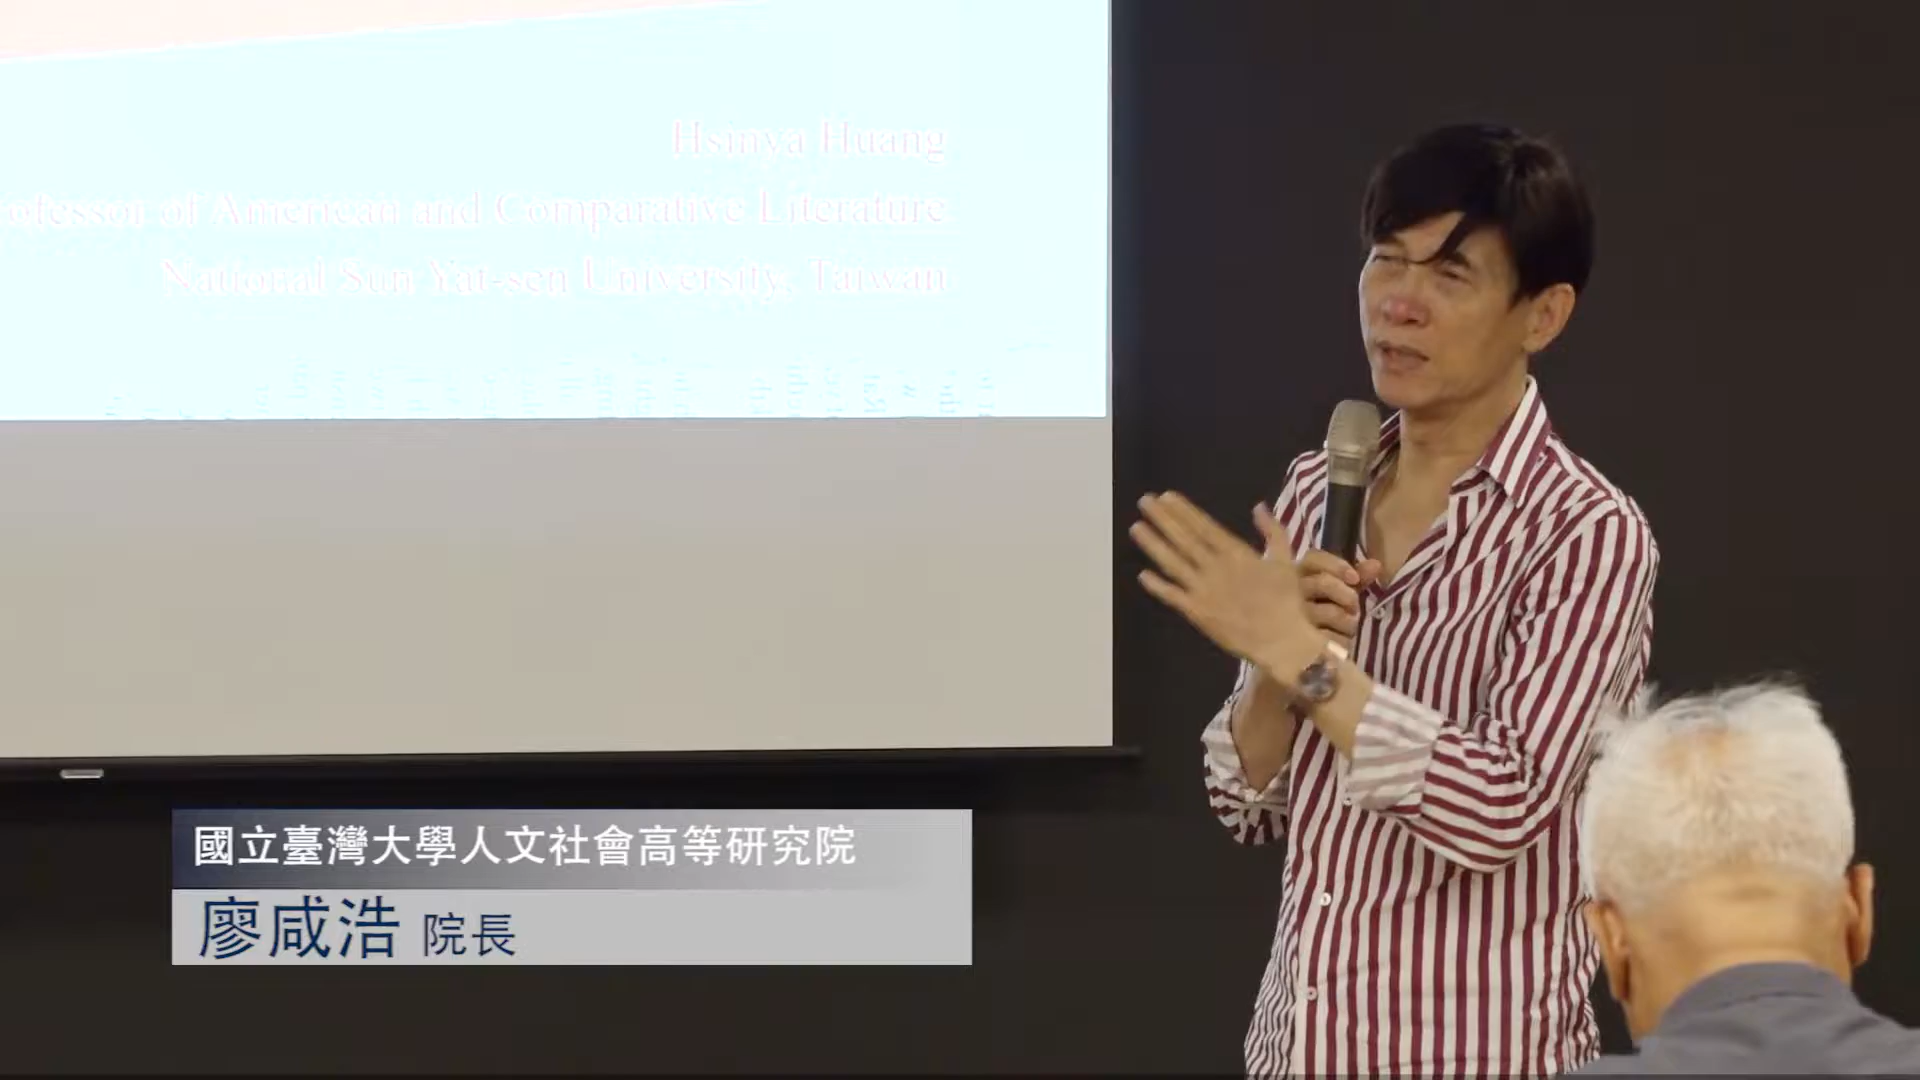 Hsinya Huang
ofessor of American and Comparative Literature
National Sun Yat-sen University, Taiwan
國立臺灣大學人文社會高等研究院
廖咸浩 院長